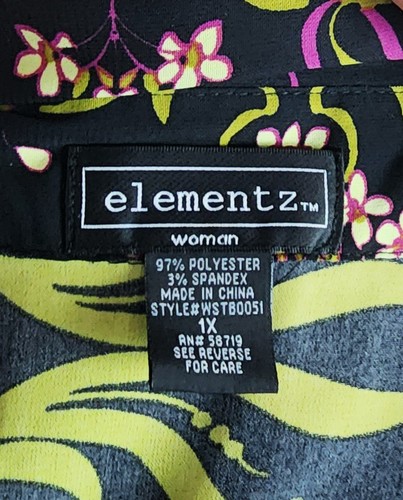 elementz™
woman
97% POLYESTER
3% SPANDEX
MADE IN CHINA
STYLE#WSTB0051
1X
RN# 58719
SEE REVERSE
FOR CARE